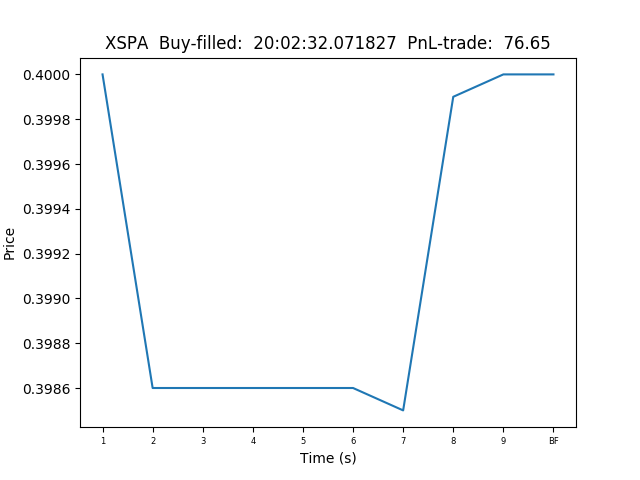 XSPA  Buy-filled:  20:02:32.071827  PnL-trade:  76.65
0.4000
0.3998
0.3996
0.3994
0.3992
0.3990
0.3988
0.3986
Price
1 2 3 4 5 6 7 8 9 BF
Time (s)